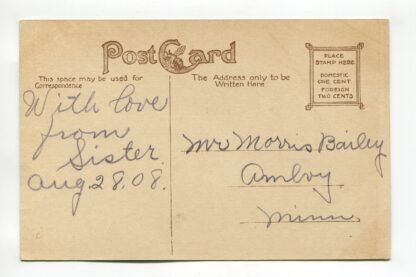 Post Card
This space may be used for
Correspondence
The Address only to be
Written Here
PLACE
STAMP HERE
DOMESTIC
ONE CENT
FOREIGN
TWO CENTS
With love
from
Sister.
Aug 28. 08.
Mr Morris Bailey
Amboy,
Minn.